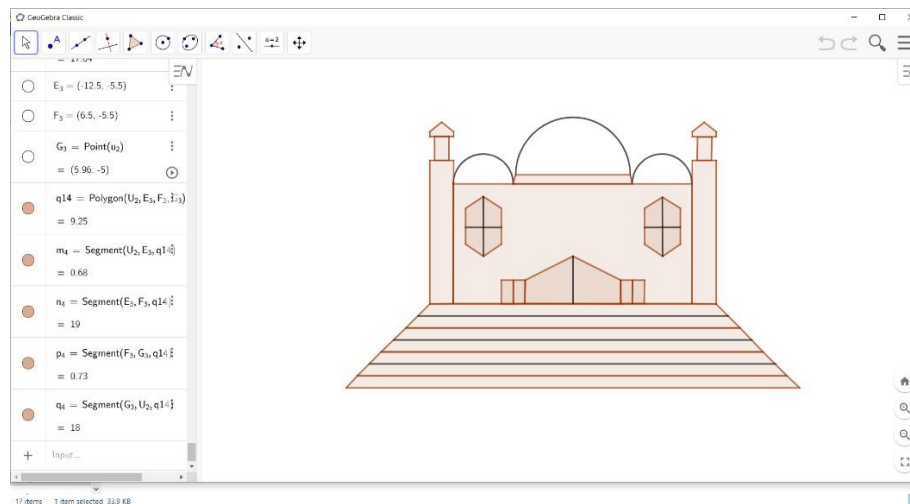 GeoGebra Classic
a=2
E₃ = (-12.5, -5.5)
F₃ = (6.5, -5.5)
G₃ = Point(u₂)
= (5.96, -5)
q14 = Polygon(U₂, E₃, F₃,
= 9.25
m₄ = Segment(U₂, E₃, q14
= 0.68
n₄ = Segment(E₃, F₃, q14
= 19
p₄ = Segment(F₃, G₃, q14
= 0.73
q₄ = Segment(G₃, U₂, q14
= 18
Input...
17 items 1 item selected 33.9 KB